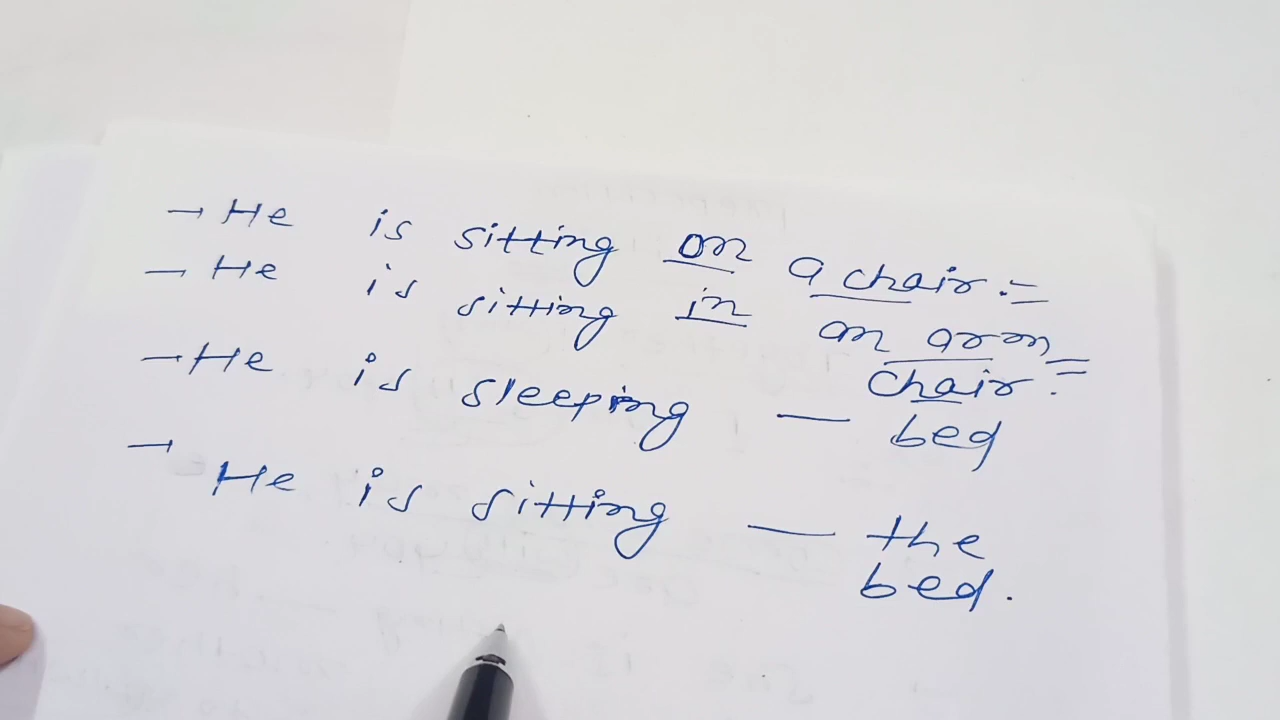 → He is sitting on a chair :=
→ He is sitting in an arm
chair :=
→ He is sleeping — bed
→ He is sitting — the
bed.